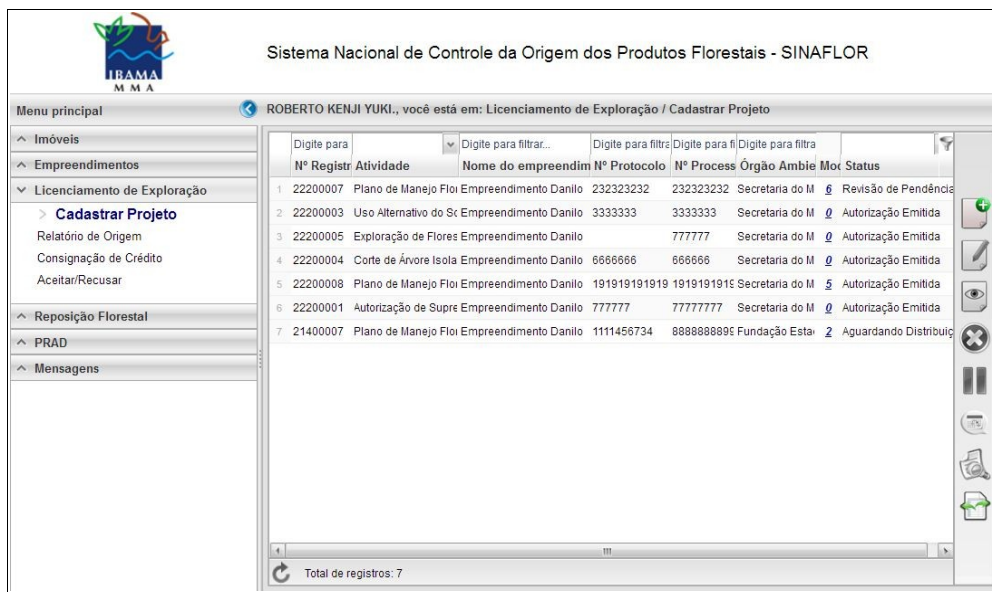 IBAMA
M M A
Sistema Nacional de Controle da Origem dos Produtos Florestais - SINAFLOR
Menu principal
ROBERTO KENJI YUKI., você está em: Licenciamento de Exploração / Cadastrar Projeto
Imóveis
Empreendimentos
Licenciamento de Exploração
> Cadastrar Projeto
Relatório de Origem
Consignação de Crédito
Aceitar/Recusar
Reposição Florestal
PRAD
Mensagens
Digite para Digite para filtrar... Digite para filtra Digite para fi Digite para filtra
Nº Registr Atividade Nome do empreendim Nº Protocolo Nº Process Órgão Ambie Moc Status
1 22200007 Plano de Manejo Flor Empreendimento Danilo 232323232 232323232 Secretaria do M 6 Revisão de Pendência
2 22200003 Uso Alternativo do So Empreendimento Danilo 3333333 3333333 Secretaria do M 0 Autorização Emitida
3 22200005 Exploração de Flores Empreendimento Danilo 777777 Secretaria do M 0 Autorização Emitida
4 22200004 Corte de Árvore Isola Empreendimento Danilo 6666666 666666 Secretaria do M 0 Autorização Emitida
5 22200008 Plano de Manejo Flor Empreendimento Danilo 191919191919 1919191919 Secretaria do M 5 Autorização Emitida
6 22200001 Autorização de Supre Empreendimento Danilo 777777 77777777 Secretaria do M 0 Autorização Emitida
7 21400007 Plano de Manejo Flor Empreendimento Danilo 1111456734 8888888899 Fundação Esta 2 Aguardando Distribuiç
Total de registros: 7